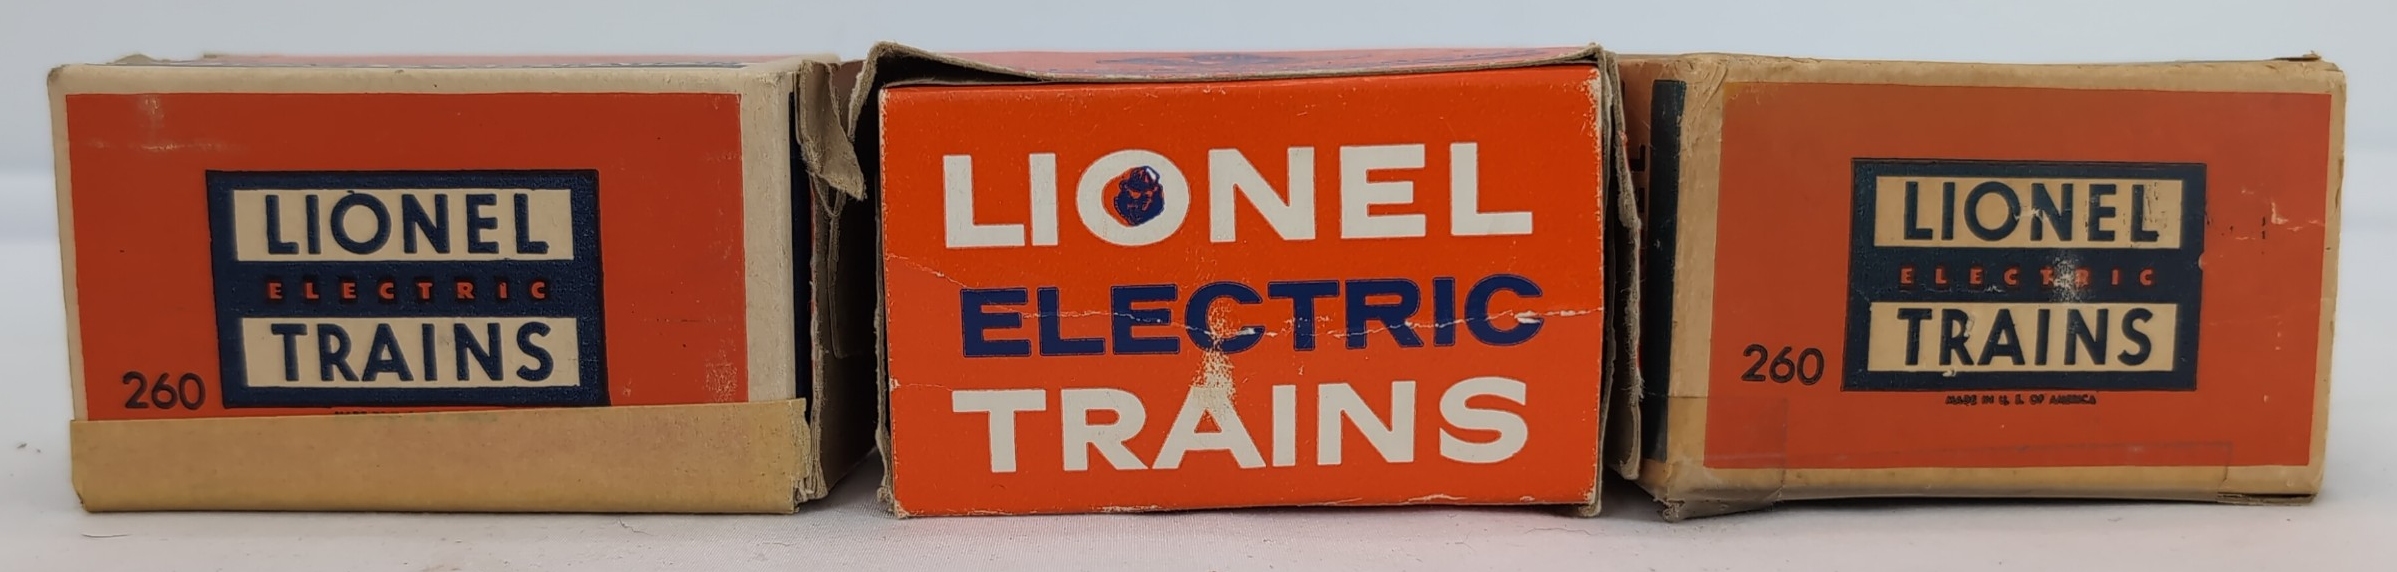 LIONEL
ELECTRIC
TRAINS
260
LIONEL
ELECTRIC
TRAINS
LIONEL
ELECTRIC
TRAINS
260
MADE IN U. S. OF AMERICA